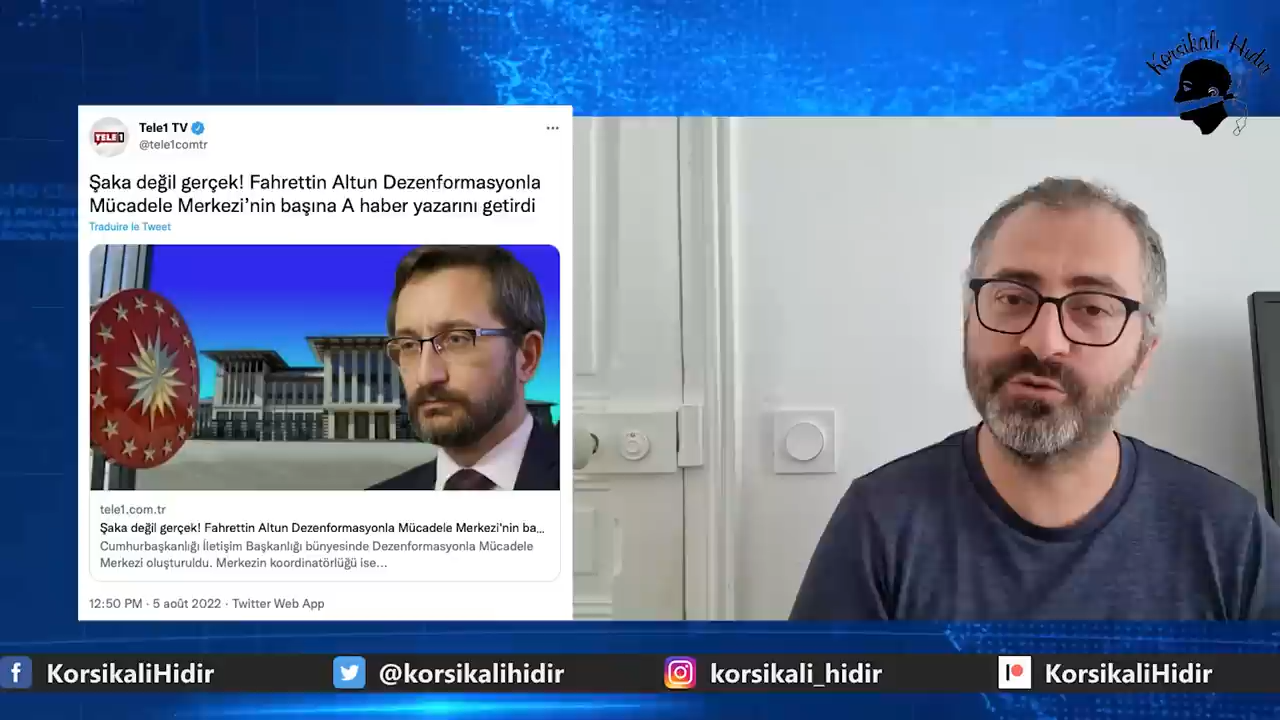 Korsikalı Hıdır
Tele1 TV
@tele1comtr
TELE1
Şaka değil gerçek! Fahrettin Altun Dezenformasyonla
Mücadele Merkezi’nin başına A haber yazarını getirdi
Traduire le Tweet
tele1.com.tr
Şaka değil gerçek! Fahrettin Altun Dezenformasyonla Mücadele Merkezi'nin ba...
Cumhurbaşkanlığı İletişim Başkanlığı bünyesinde Dezenformasyonla Mücadele
Merkezi oluşturuldu. Merkezin koordinatörlüğü ise...
12:50 PM · 5 août 2022 · Twitter Web App
KorsikaliHidir
@korsikalihidir
korsikali_hidir
KorsikaliHidir